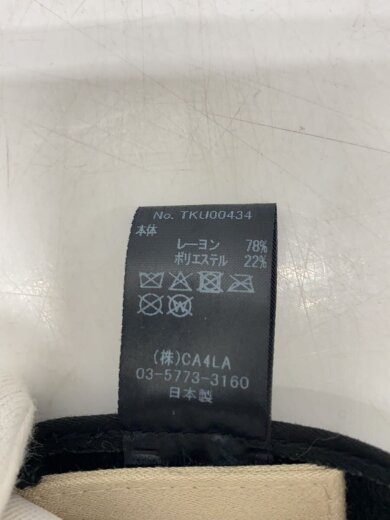 No. TKU00434
本体
レーヨン 78%
ポリエステル 22%
(株)CA4LA
03-5773-3160
日本製